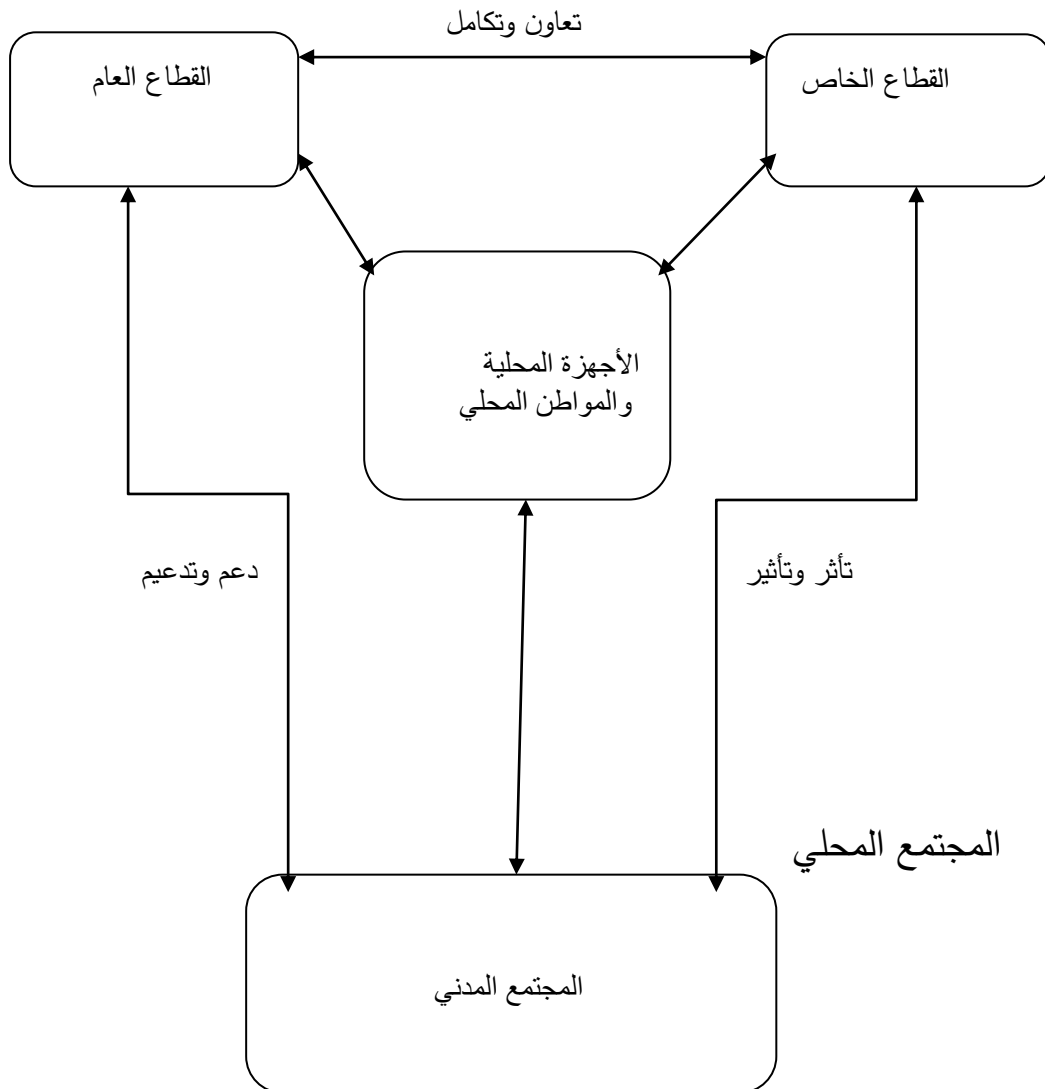 تعاون وتكامل
القطاع الخاص
القطاع العام
الأجهزة المحلية
والمواطن المحلي
تأثر وتأثير
دعم وتدعيم
المجتمع المحلي
المجتمع المدني